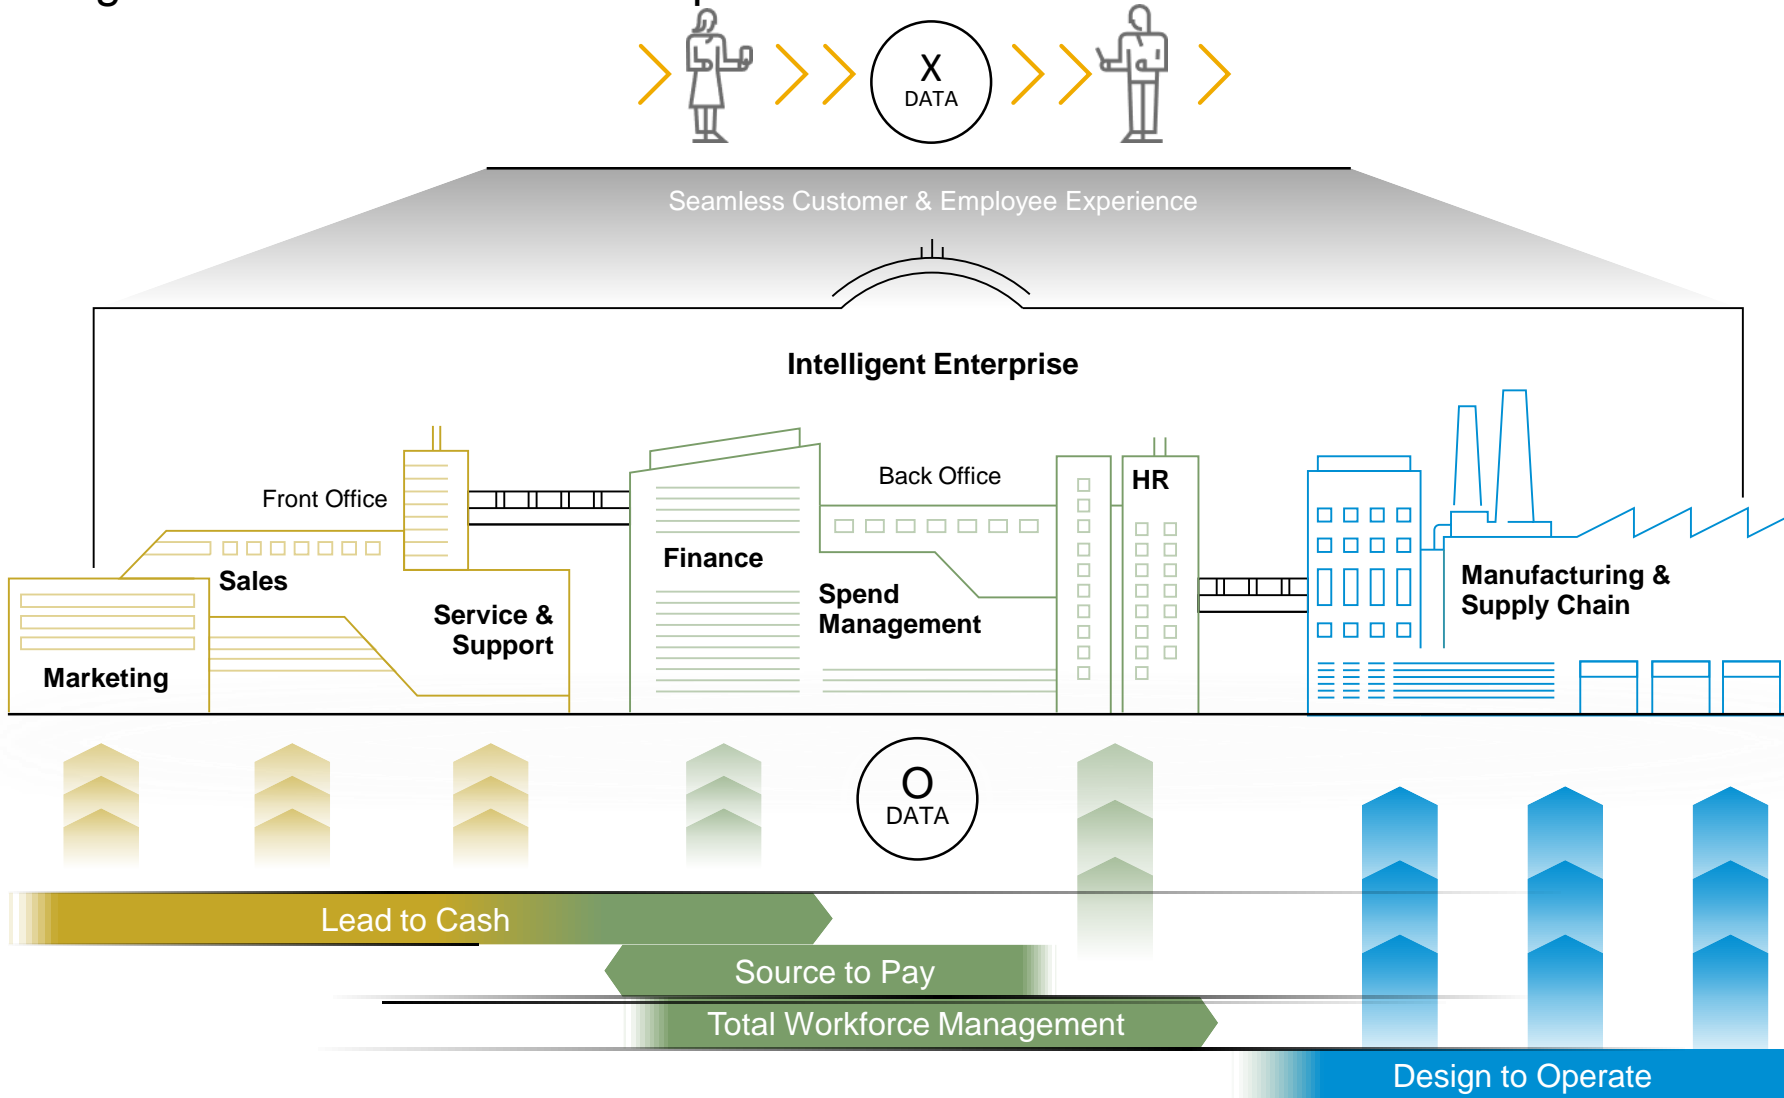 X
DATA
Seamless Customer & Employee Experience
Intelligent Enterprise
Front Office
Back Office
HR
Sales
Finance
Service &
Support
Spend
Management
Manufacturing &
Supply Chain
Marketing
O
DATA
Lead to Cash
Source to Pay
Total Workforce Management
Design to Operate